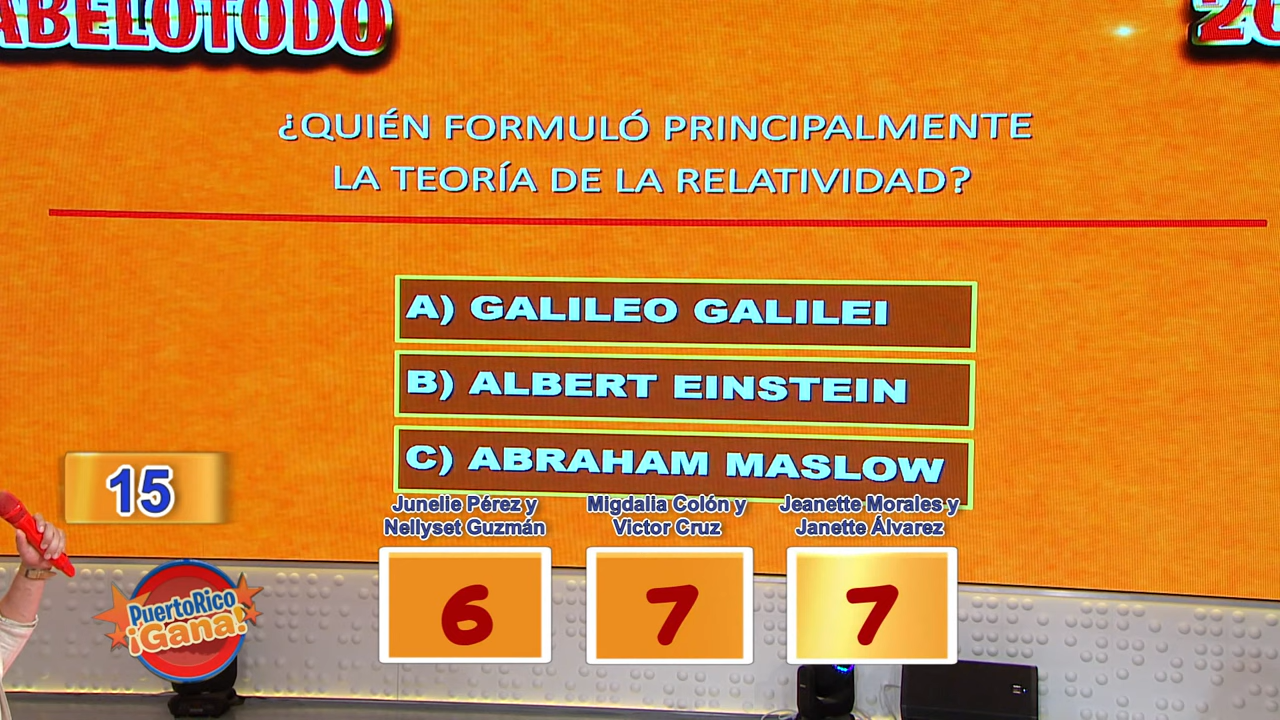 ABELOTODO
20
¿QUIÉN FORMULÓ PRINCIPALMENTE
LA TEORÍA DE LA RELATIVIDAD?
A) GALILEO GALILEI
B) ALBERT EINSTEIN
C) ABRAHAM MASLOW
15
Junelie Pérez y
Nellyset Guzmán
Migdalia Colón y
Victor Cruz
Jeanette Morales y
Janette Álvarez
6
7
7
PuertoRico
¡Gana!